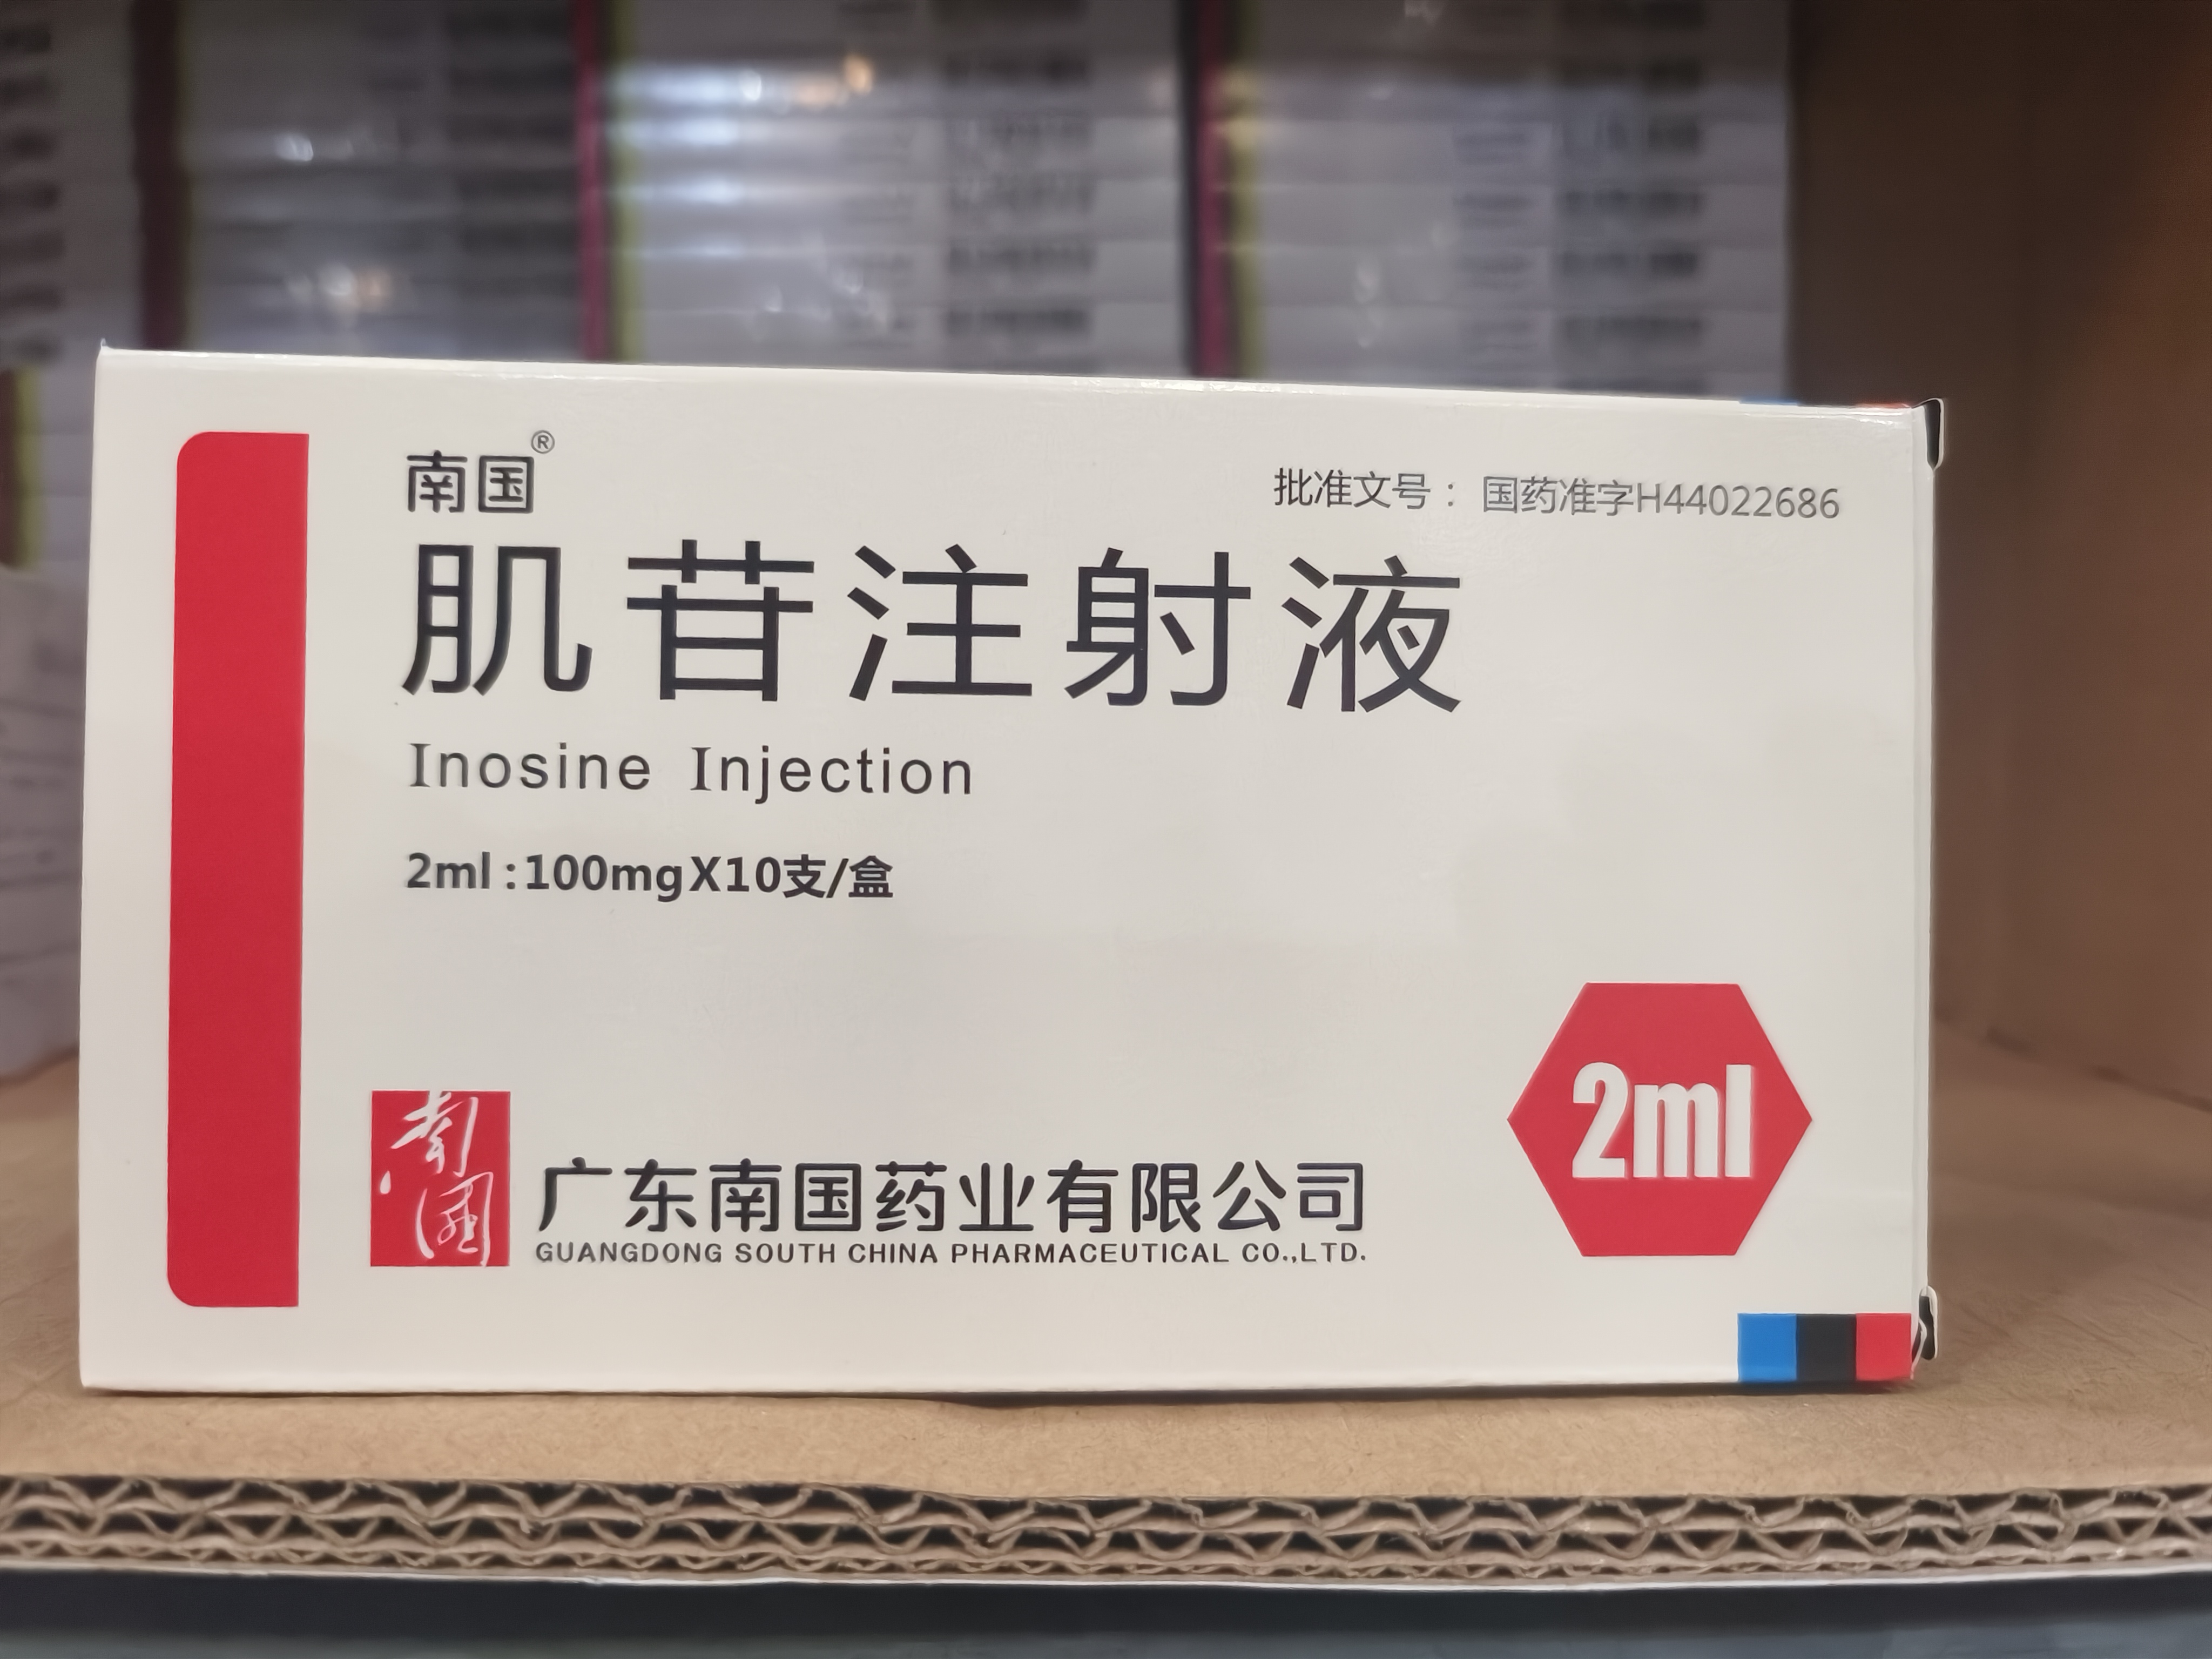 南国®
批准文号： 国药准字H44022686
肌苷注射液
Inosine Injection
2ml:100mgX10支/盒
2ml
南國
广东南国药业有限公司
GUANGDONG SOUTH CHINA PHARMACEUTICAL CO.,LTD.